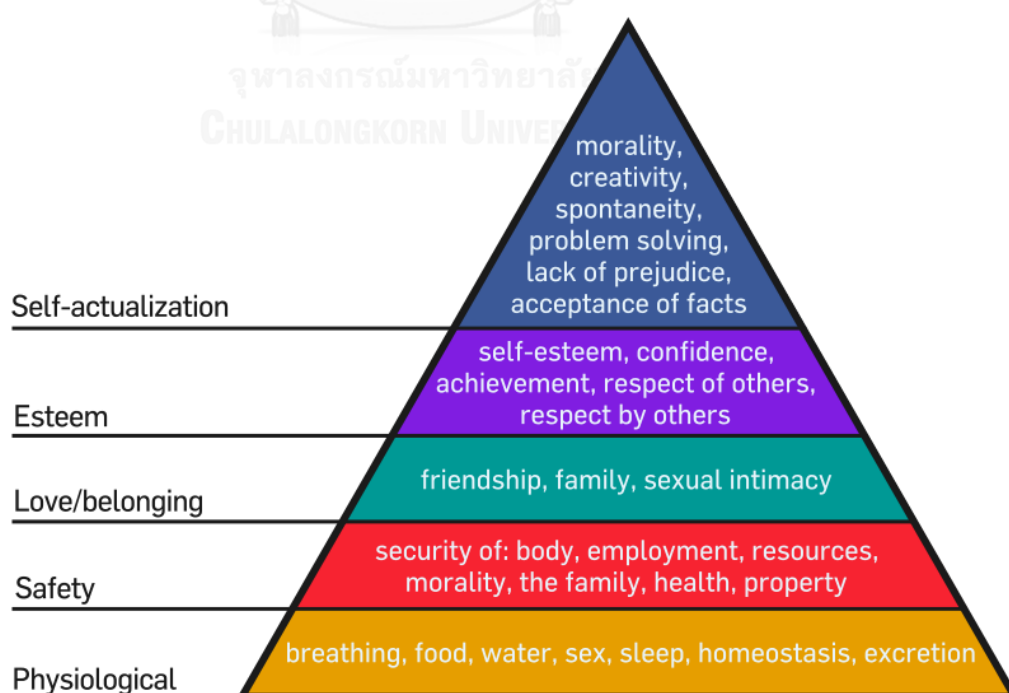 จุฬาลงกรณ์มหาวิทยาลัย
CHULALONGKORN UNIVER
morality,
creativity,
spontaneity,
problem solving,
lack of prejudice,
acceptance of facts
Self-actualization
self-esteem, confidence,
achievement, respect of others,
respect by others
Esteem
friendship, family, sexual intimacy
Love/belonging
security of: body, employment, resources,
morality, the family, health, property
Safety
breathing, food, water, sex, sleep, homeostasis, excretion
Physiological